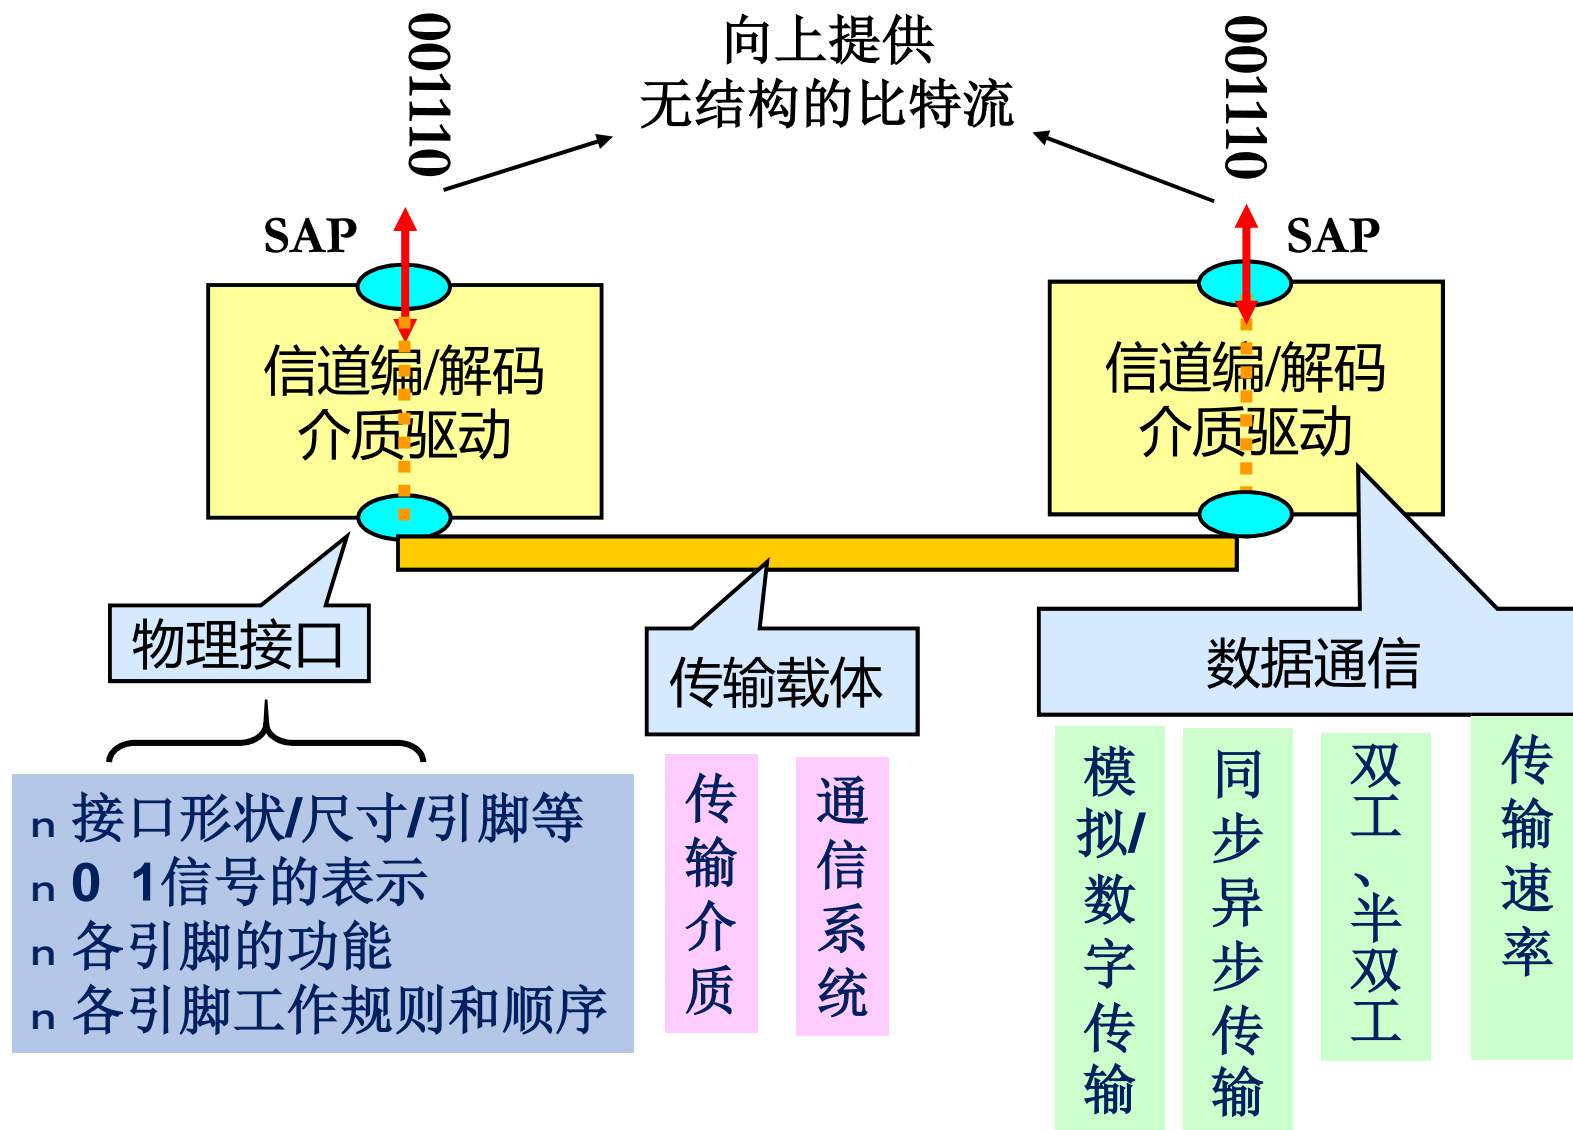 001110
向上提供
无结构的比特流
001110
SAP
SAP
信道编/解码
介质驱动
信道编/解码
介质驱动
物理接口
传输载体
数据通信
n 接口形状/尺寸/引脚等
n 0 1信号的表示
n 各引脚的功能
n 各引脚工作规则和顺序
传输介质
通信系统
模拟/数字传输
同步异步传输
双工、半双工
传输速率